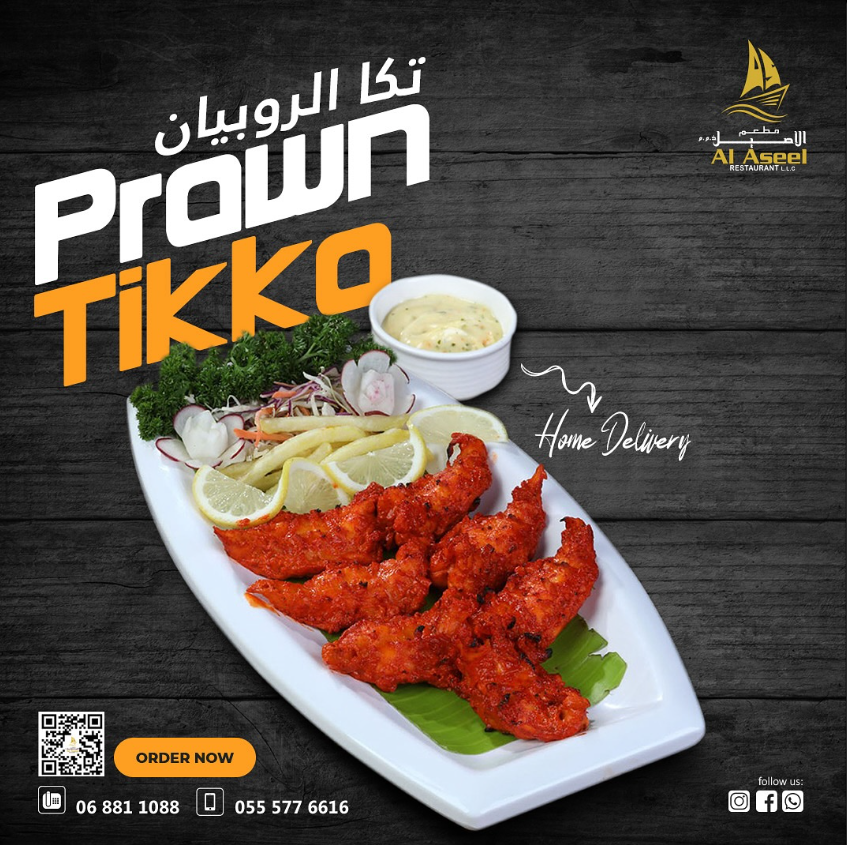 تكا الروبيان
Prawn
Tikka
مطعم
الاصيل ذ.م.م
Al Aseel
RESTAURANT L.L.C
Home Delivery
ORDER NOW
06 881 1088
055 577 6616
follow us: